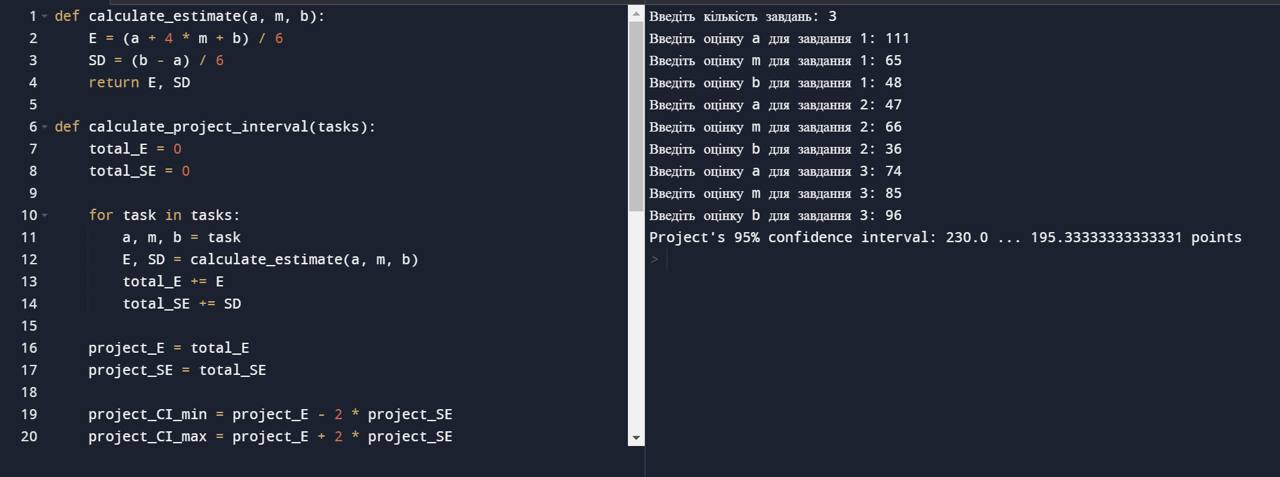 1 def calculate_estimate(a, m, b):
2 E = (a + 4 * m + b) / 6
3 SD = (b - a) / 6
4 return E, SD
5
6 def calculate_project_interval(tasks):
7 total_E = 0
8 total_SE = 0
9
10 for task in tasks:
11 a, m, b = task
12 E, SD = calculate_estimate(a, m, b)
13 total_E += E
14 total_SE += SD
15
16 project_E = total_E
17 project_SE = total_SE
18
19 project_CI_min = project_E - 2 * project_SE
20 project_CI_max = project_E + 2 * project_SE
Введіть кількість завдань: 3
Введіть оцінку a для завдання 1: 111
Введіть оцінку m для завдання 1: 65
Введіть оцінку b для завдання 1: 48
Введіть оцінку a для завдання 2: 47
Введіть оцінку m для завдання 2: 66
Введіть оцінку b для завдання 2: 36
Введіть оцінку a для завдання 3: 74
Введіть оцінку m для завдання 3: 85
Введіть оцінку b для завдання 3: 96
Project's 95% confidence interval: 230.0 ... 195.33333333333331 points
>